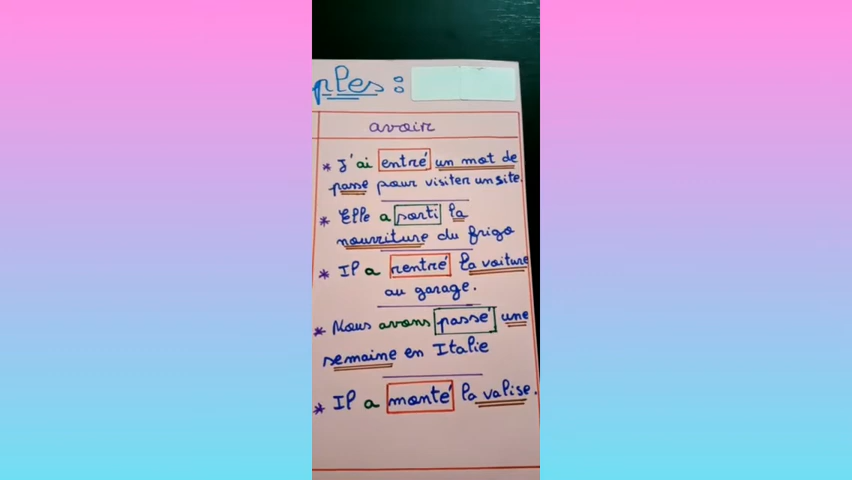 ples :
avoir
* J'ai entré un mot de
passe pour visiter un site.
* Elle a sorti la
nourriture du frigo
* Il a rentré la voiture
au garage.
* Nous avons passé une
semaine en Italie
* Il a monté la valise.